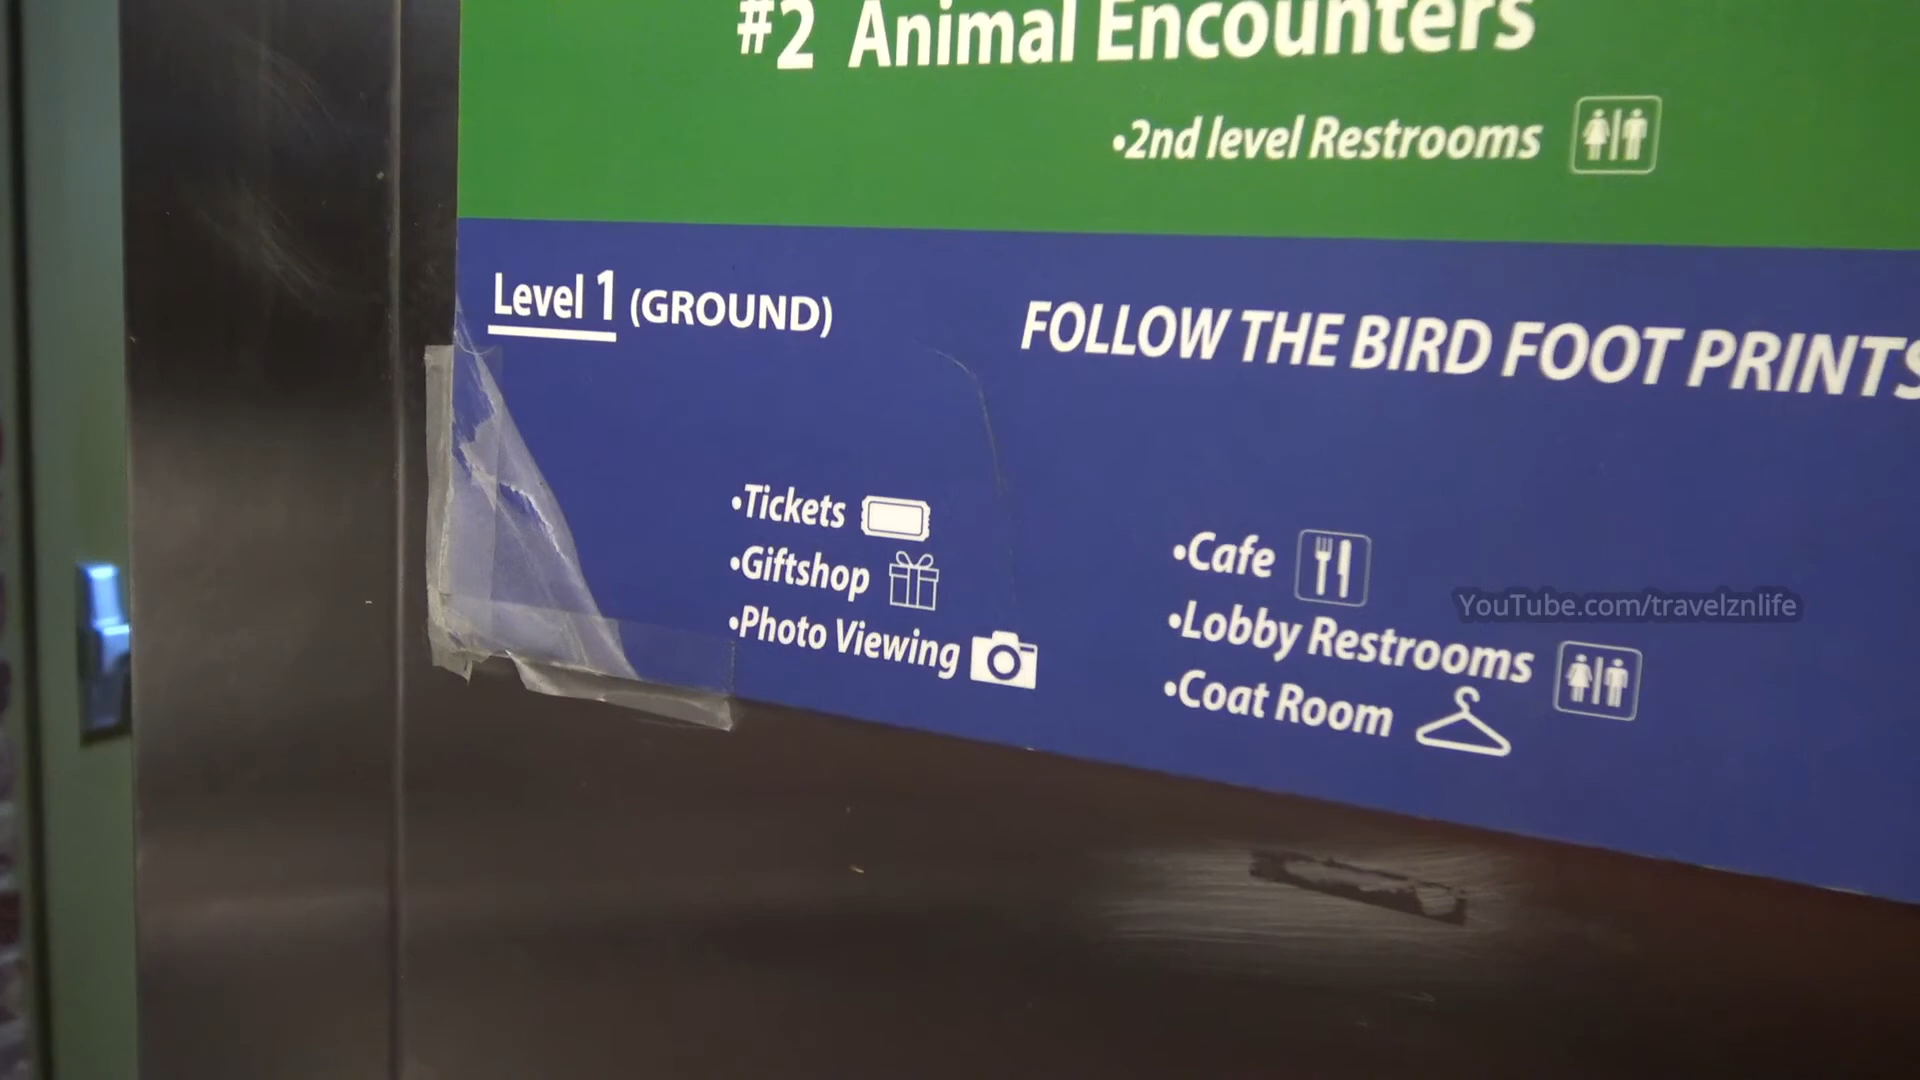 #2 Animal Encounters
•2nd level Restrooms
Level 1 (GROUND)
FOLLOW THE BIRD FOOT PRINTS
•Tickets
•Giftshop
•Photo Viewing
•Cafe
•Lobby Restrooms
•Coat Room
YouTube.com/travelznlife